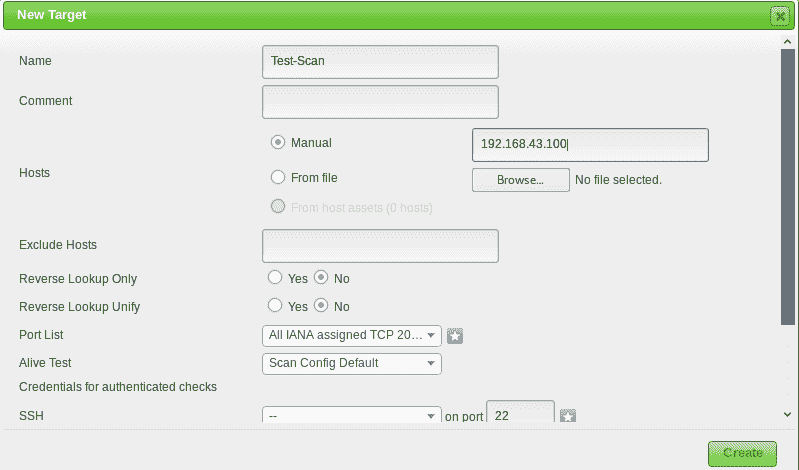 New Target
Name Test-Scan
Comment
Hosts
Manual 192.168.43.100
From file Browse... No file selected.
From host assets (0 hosts)
Exclude Hosts
Reverse Lookup Only Yes No
Reverse Lookup Unify Yes No
Port List All IANA assigned TCP 20...
Alive Test Scan Config Default
Credentials for authenticated checks
SSH -- on port 22
Create